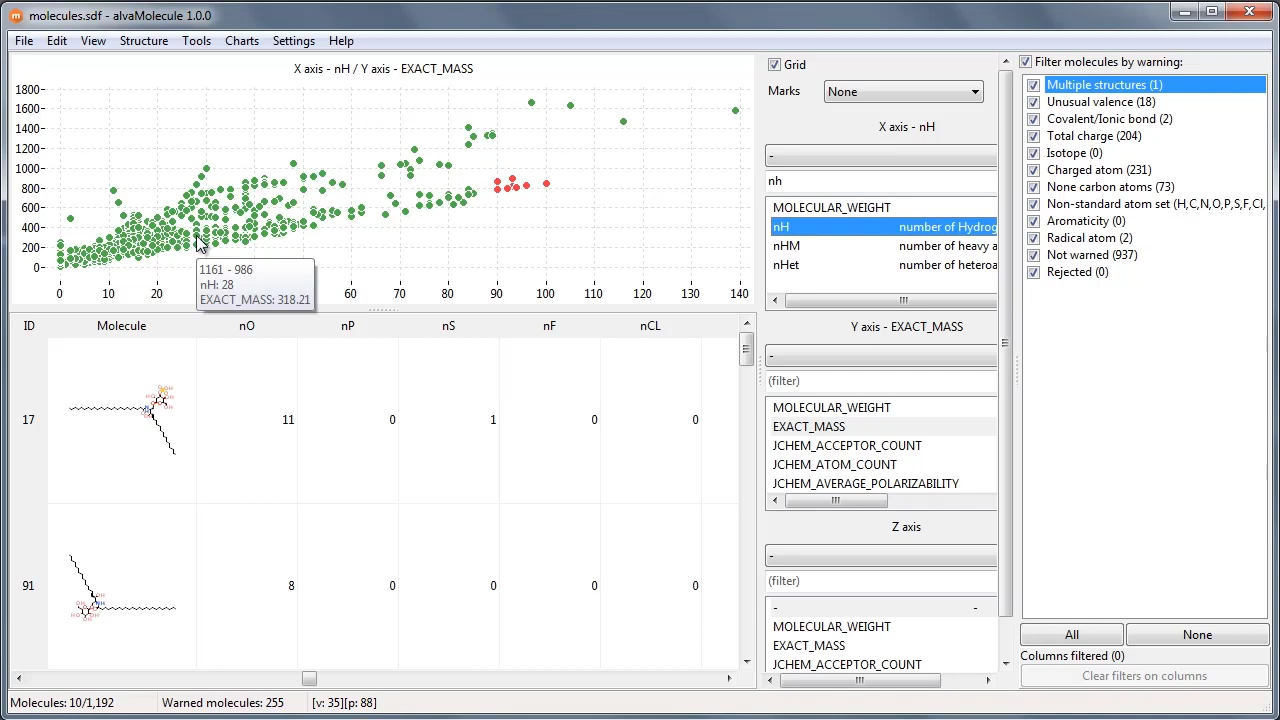 molecules.sdf - alvaMolecule 1.0.0
File Edit View Structure Tools Charts Settings Help
X axis - nH / Y axis - EXACT_MASS
1800
1600
1400
1200
1000
800
600
400
200
0
0 10 20 60 70 80 90 100 110 120 130 140
1161 - 986
nH: 28
EXACT_MASS: 318.21
ID Molecule nO nP nS nF nCL
17 11 0 1 0 0
91 8 0 0 0 0
Grid
Marks None
X axis - nH
-
nh
MOLECULAR_WEIGHT
nH number of Hydrog
nHM number of heavy a
nHet number of heteroa
Y axis - EXACT_MASS
-
(filter)
MOLECULAR_WEIGHT
EXACT_MASS
JCHEM_ACCEPTOR_COUNT
JCHEM_ATOM_COUNT
JCHEM_AVERAGE_POLARIZABILITY
Z axis
-
(filter)
- -
MOLECULAR_WEIGHT
EXACT_MASS
JCHEM_ACCEPTOR_COUNT
Filter molecules by warning:
Multiple structures (1)
Unusual valence (18)
Covalent/Ionic bond (2)
Total charge (204)
Isotope (0)
Charged atom (231)
None carbon atoms (73)
Non-standard atom set (H,C,N,O,P,S,F,Cl,
Aromaticity (0)
Radical atom (2)
Not warned (937)
Rejected (0)
All None
Columns filtered (0)
Clear filters on columns
Molecules: 10/1,192 Warned molecules: 255 [v: 35][p: 88]